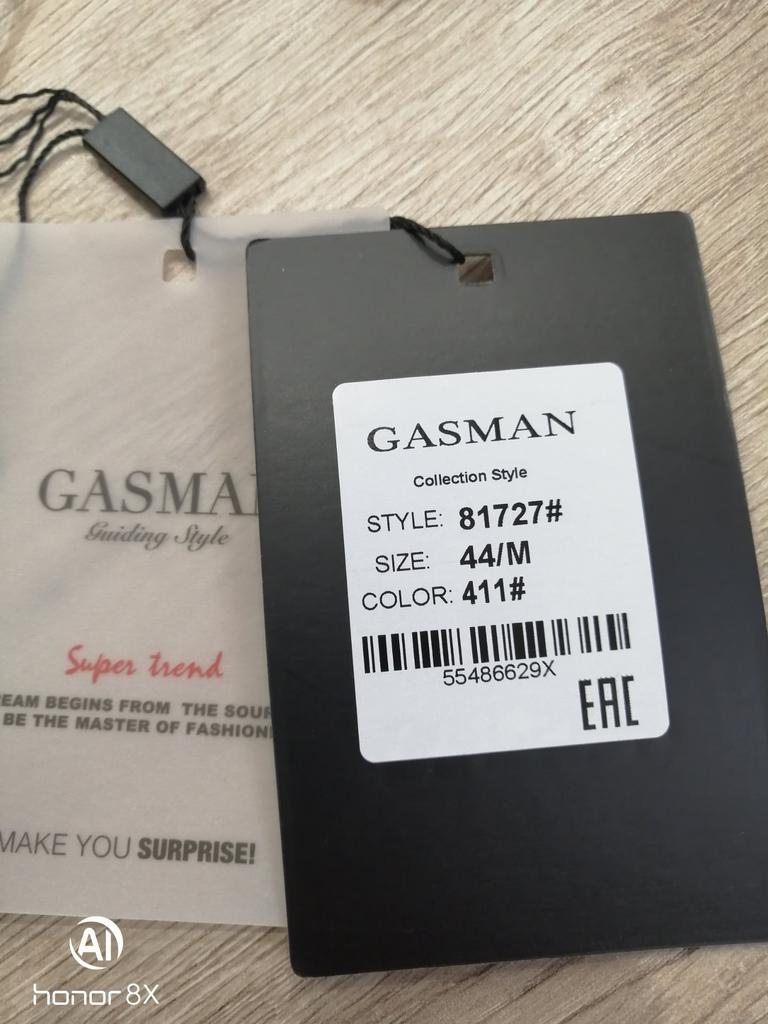 GASMAN
Collection Style
STYLE: 81727#
SIZE: 44/M
COLOR: 411#
55486629X
EAC
GASMA
Guiding Style
Super trend
EAM BEGINS FROM THE SOUR
BE THE MASTER OF FASHION
MAKE YOU SURPRISE!
AI
honor 8X